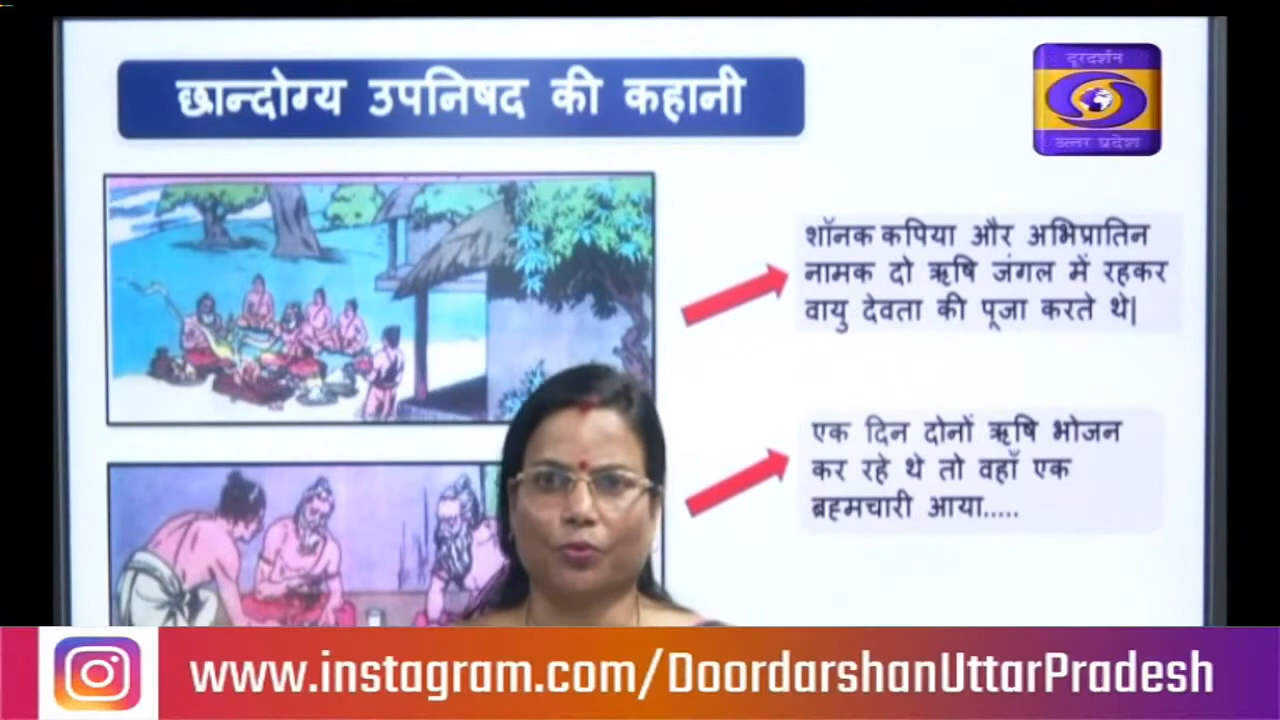 छान्दोग्य उपनिषद की कहानी
दूरदर्शन
उत्तर प्रदेश
शॉनक कपिया और अभिप्रातिन
नामक दो ऋषि जंगल में रहकर
वायु देवता की पूजा करते थे|
एक दिन दोनों ऋषि भोजन
कर रहे थे तो वहाँ एक
ब्रहमचारी आया.....
www.instagram.com/DoordarshanUttarPradesh